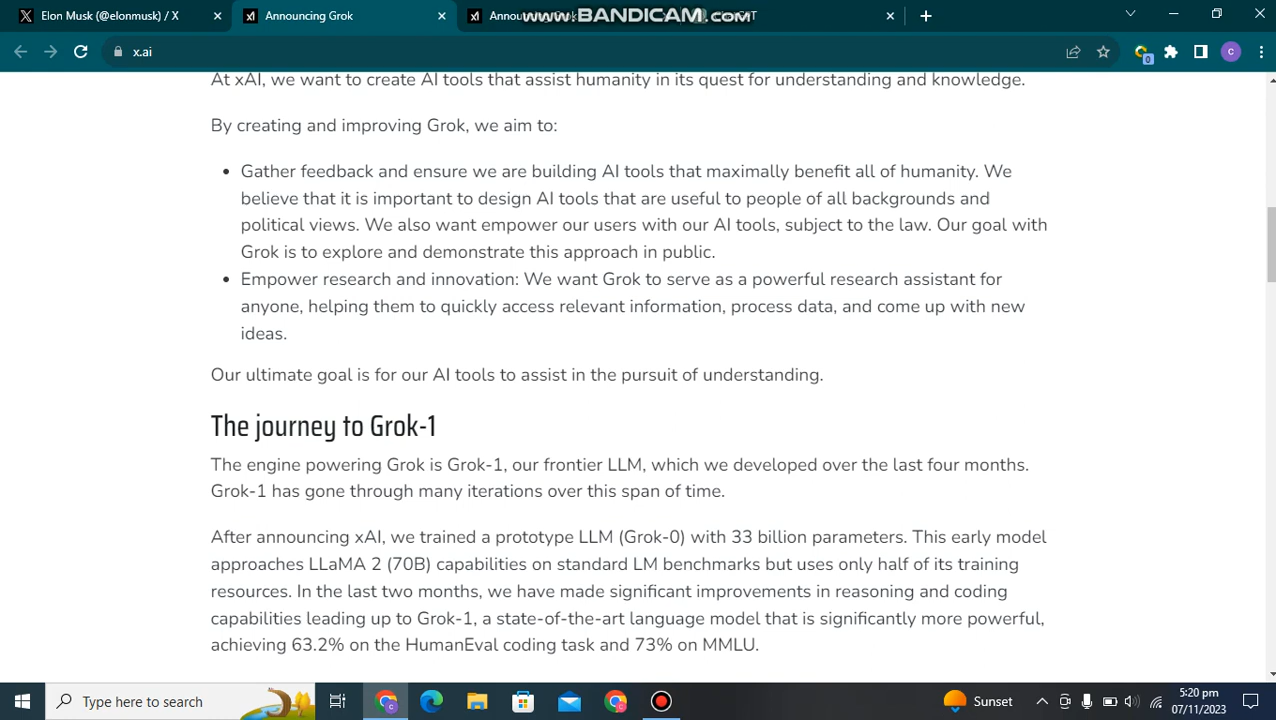 Elon Musk (@elonmusk) / X
Announcing Grok
www.BANDICAM.com
x.ai
0
C
At xAI, we want to create AI tools that assist humanity in its quest for understanding and knowledge.
By creating and improving Grok, we aim to:
Gather feedback and ensure we are building AI tools that maximally benefit all of humanity. We
believe that it is important to design AI tools that are useful to people of all backgrounds and
political views. We also want empower our users with our AI tools, subject to the law. Our goal with
Grok is to explore and demonstrate this approach in public.
Empower research and innovation: We want Grok to serve as a powerful research assistant for
anyone, helping them to quickly access relevant information, process data, and come up with new
ideas.
Our ultimate goal is for our AI tools to assist in the pursuit of understanding.
The journey to Grok-1
The engine powering Grok is Grok-1, our frontier LLM, which we developed over the last four months.
Grok-1 has gone through many iterations over this span of time.
After announcing xAI, we trained a prototype LLM (Grok-0) with 33 billion parameters. This early model
approaches LLaMA 2 (70B) capabilities on standard LM benchmarks but uses only half of its training
resources. In the last two months, we have made significant improvements in reasoning and coding
capabilities leading up to Grok-1, a state-of-the-art language model that is significantly more powerful,
achieving 63.2% on the HumanEval coding task and 73% on MMLU.
Type here to search
Sunset
5:20 pm
07/11/2023